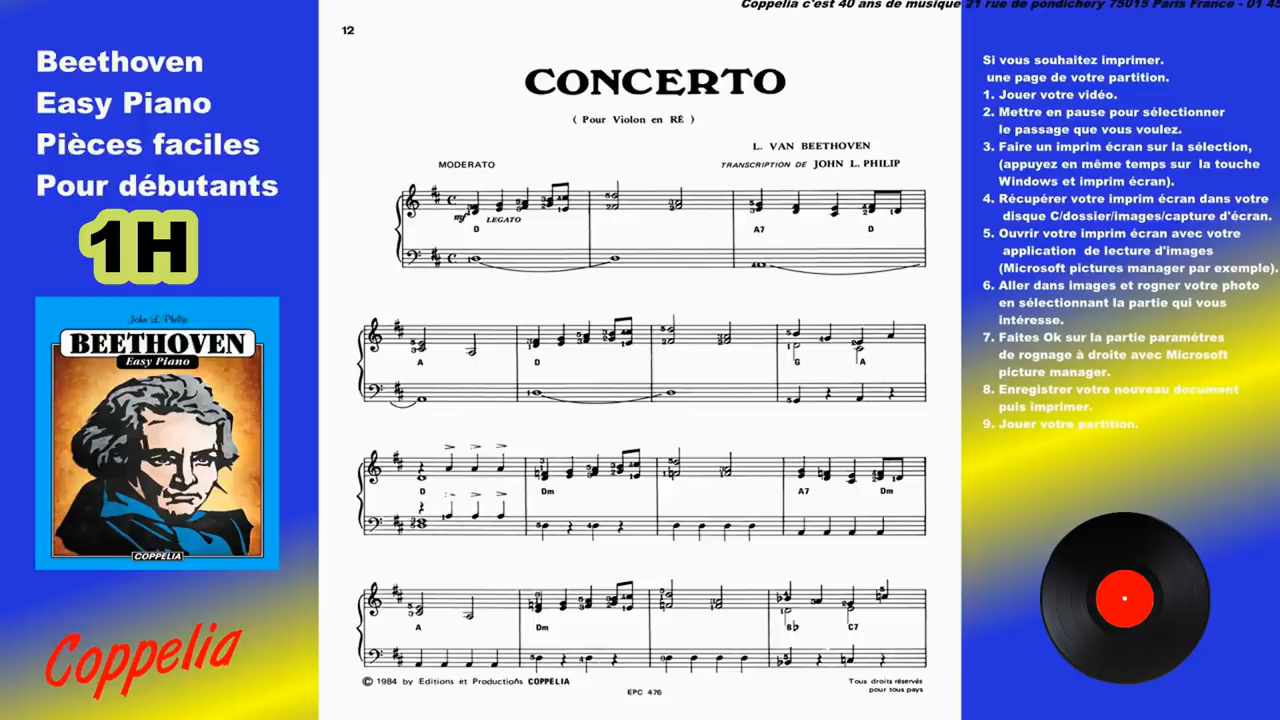 Coppelia c'est 40 ans de musique 21 rue de pondichery 75015 Paris France - 01 45
Beethoven
Easy Piano
Pièces faciles
Pour débutants
1H
John L. Philip
BEETHOVEN
Easy Piano
COPPELIA
Coppelia
12
CONCERTO
( Pour Violon en RÉ )
L. VAN BEETHOVEN
MODERATO
TRANSCRIPTION DE JOHN L. PHILIP
mf LEGATO
D A7 D
A D G A
D Dm A7 Dm
A Dm B♭ C7
© 1984 by Editions et Productions COPPELIA
Tous droits réservés
pour tous pays
EPC 476
Si vous souhaitez imprimer.
une page de votre partition.
1. Jouer votre vidéo.
2. Mettre en pause pour sélectionner
le passage que vous voulez.
3. Faire un imprim écran sur la sélection,
(appuyez en même temps sur la touche
Windows et imprim écran).
4. Récupérer votre imprim écran dans votre
disque C/dossier/images/capture d'écran.
5. Ouvrir votre imprim écran avec votre
application de lecture d'images
(Microsoft pictures manager par exemple).
6. Aller dans images et rogner votre photo
en sélectionnant la partie qui vous
intéresse.
7. Faites Ok sur la partie paramétres
de rognage à droite avec Microsoft
picture manager.
8. Enregistrer votre nouveau document
puis imprimer.
9. Jouer votre partition.